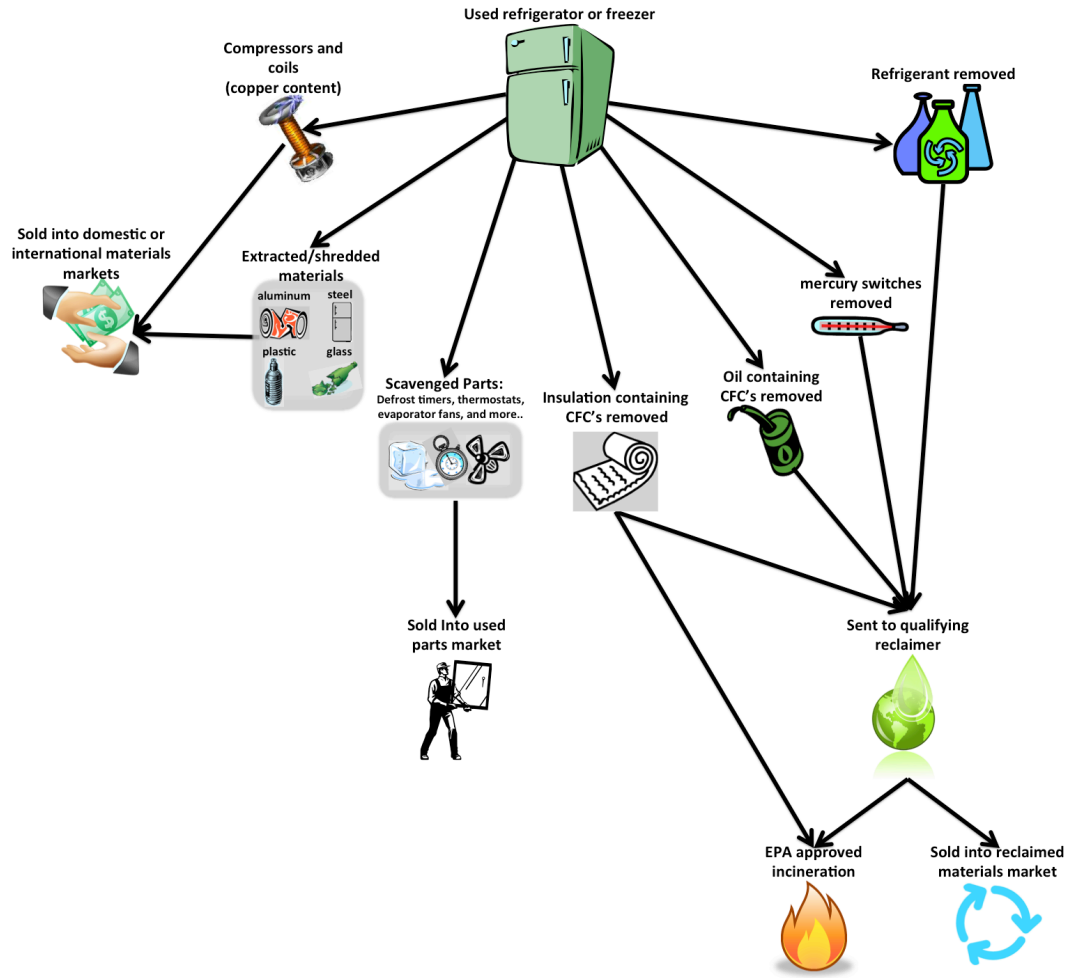 Used refrigerator or freezer
Compressors and
coils
(copper content)
Refrigerant removed
Sold into domestic or
international materials
markets
Extracted/shredded
materials
aluminum
steel
plastic
glass
mercury switches
removed
Scavenged Parts:
Defrost timers, thermostats,
evaporator fans, and more..
Insulation containing
CFC's removed
Oil containing
CFC's removed
Sold Into used
parts market
Sent to qualifying
reclaimer
EPA approved
incineration
Sold into reclaimed
materials market